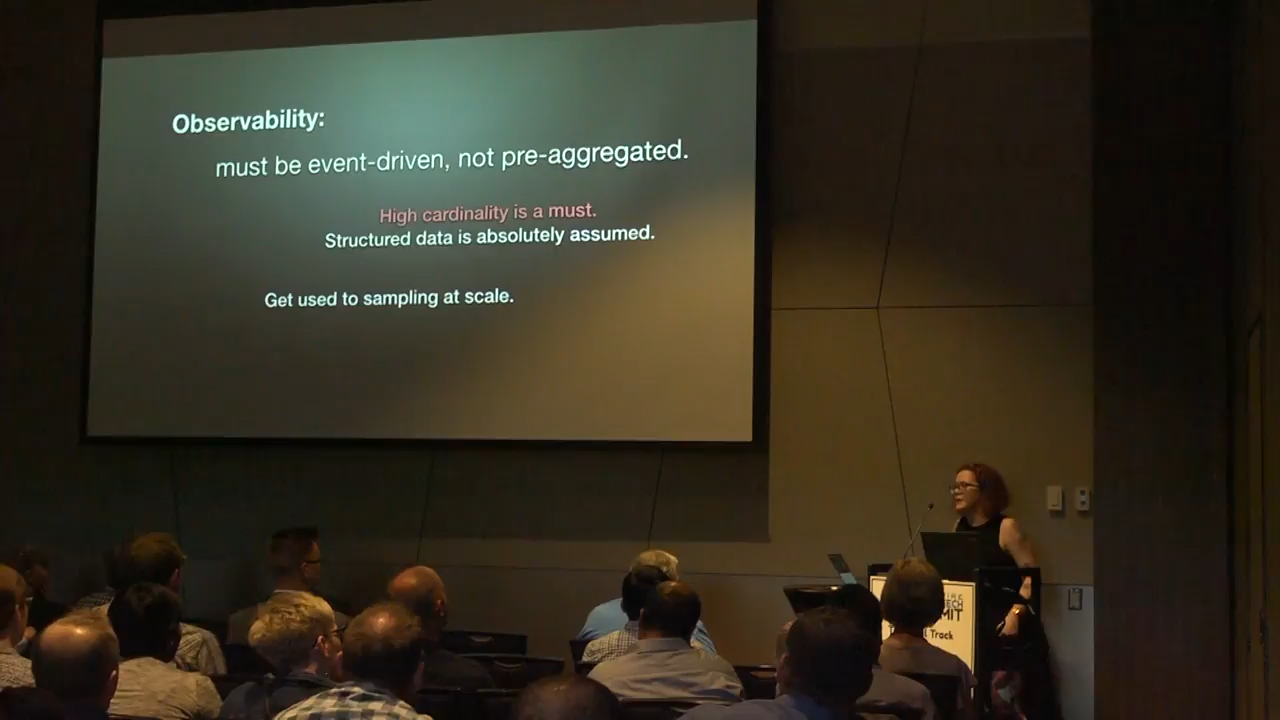 Observability:
must be event-driven, not pre-aggregated.
High cardinality is a must.
Structured data is absolutely assumed.
Get used to sampling at scale.
Track